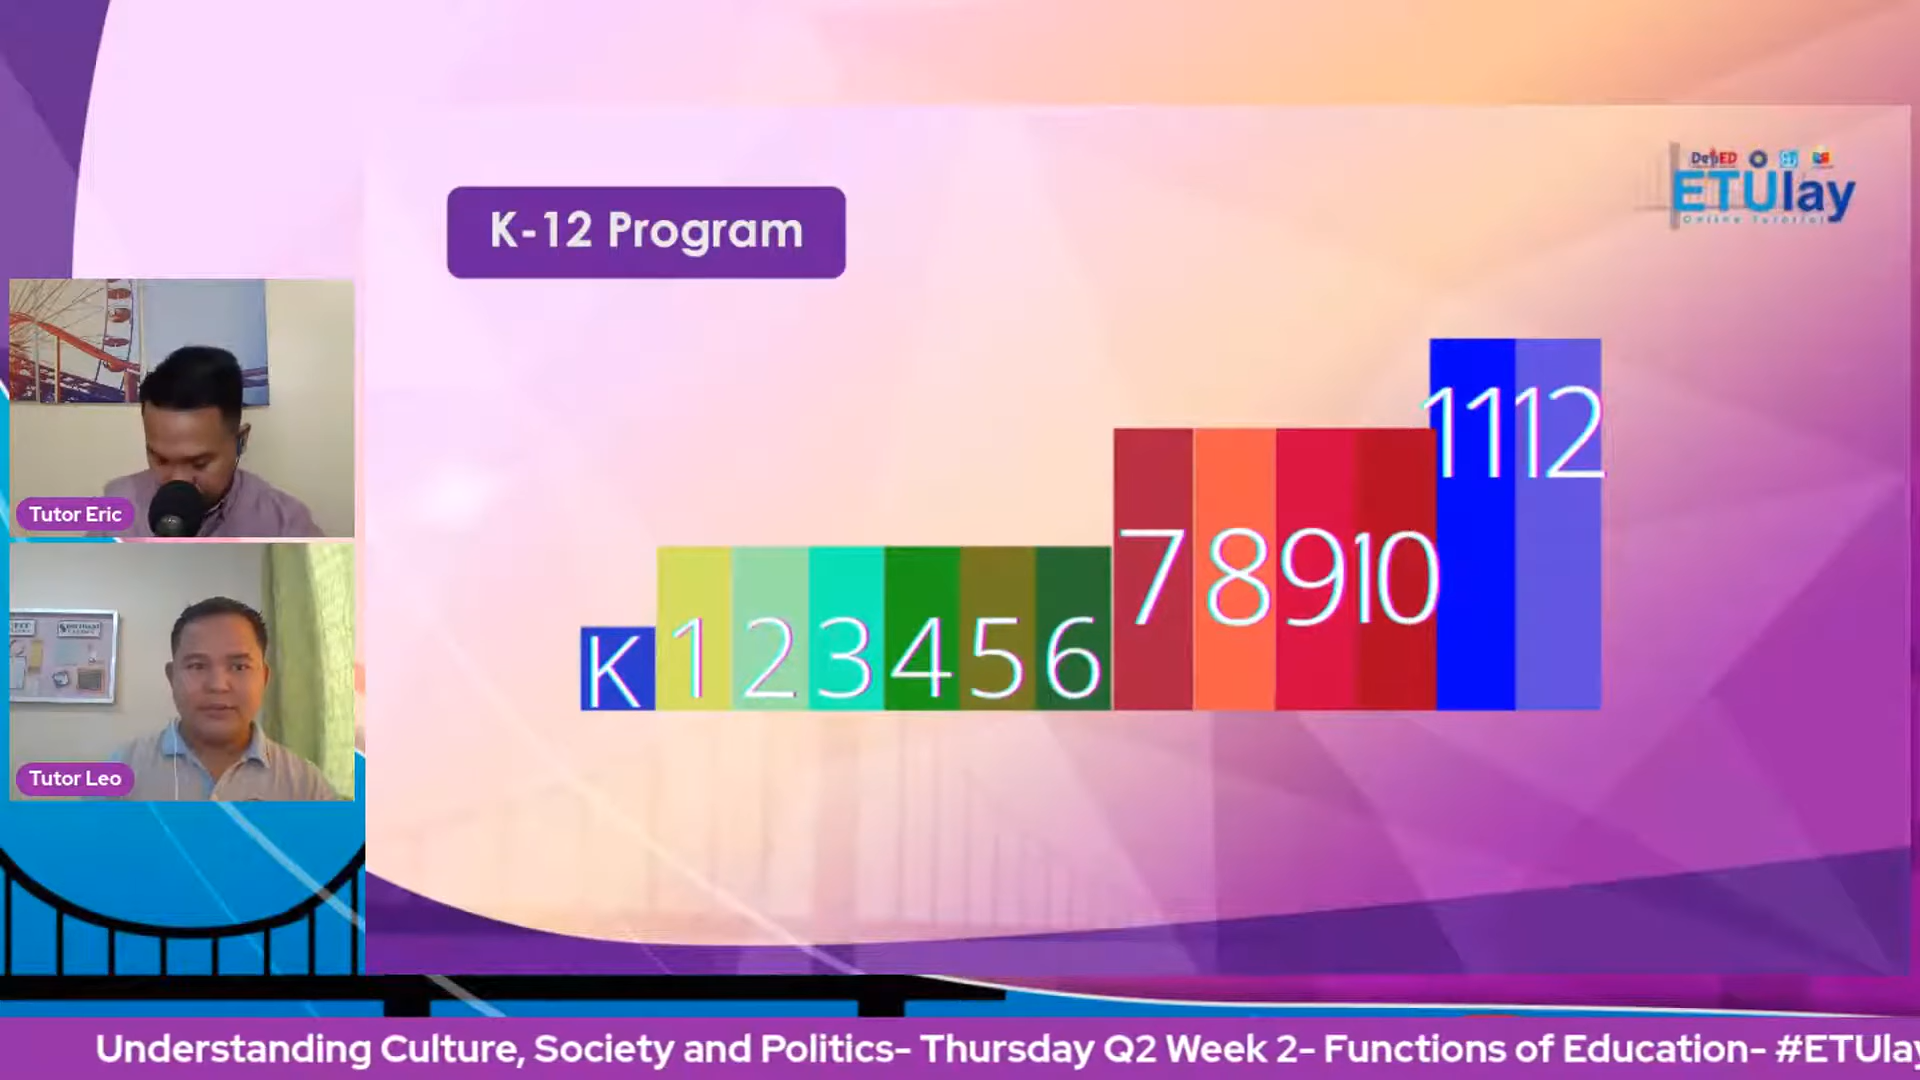 DepED
ETUlay
Online Tutorial
K-12 Program
11 12
7 8 9 10
K 1 2 3 4 5 6
Tutor Eric
Tutor Leo
Understanding Culture, Society and Politics- Thursday Q2 Week 2- Functions of Education- #ETUlay